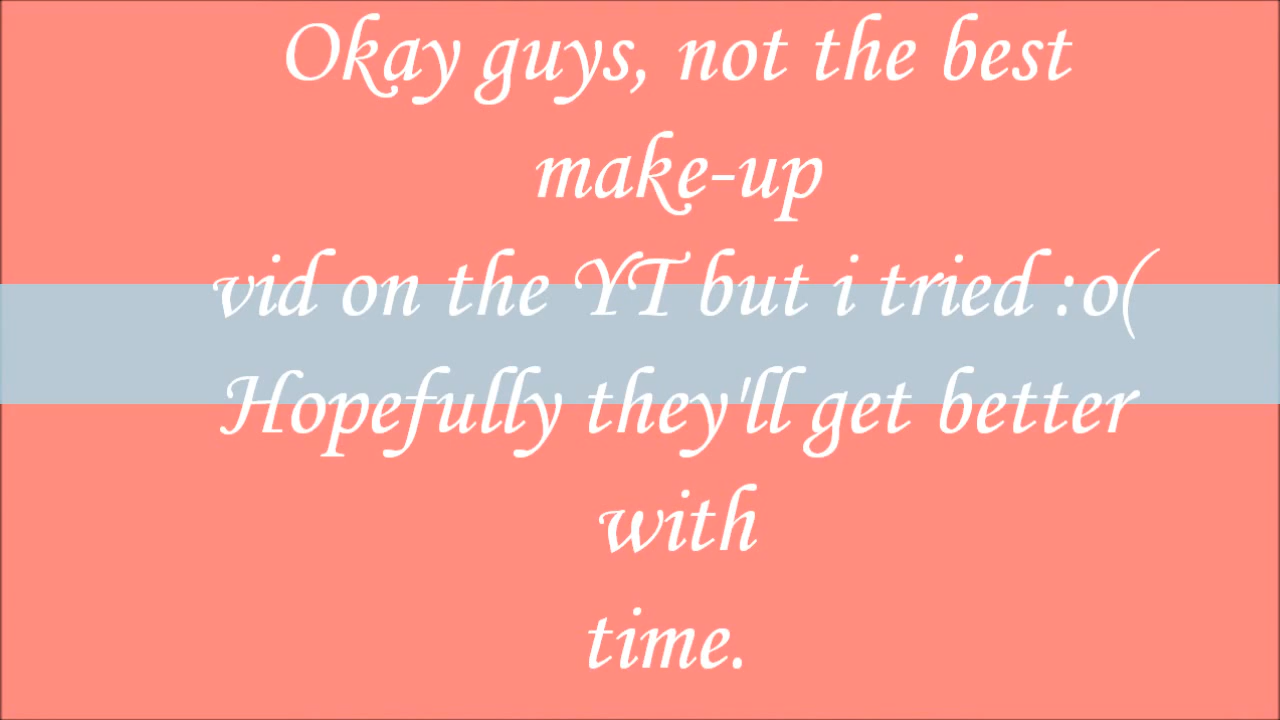 Okay guys, not the best
make-up
vid on the YT but i tried :o(
Hopefully they'll get better
with
time.